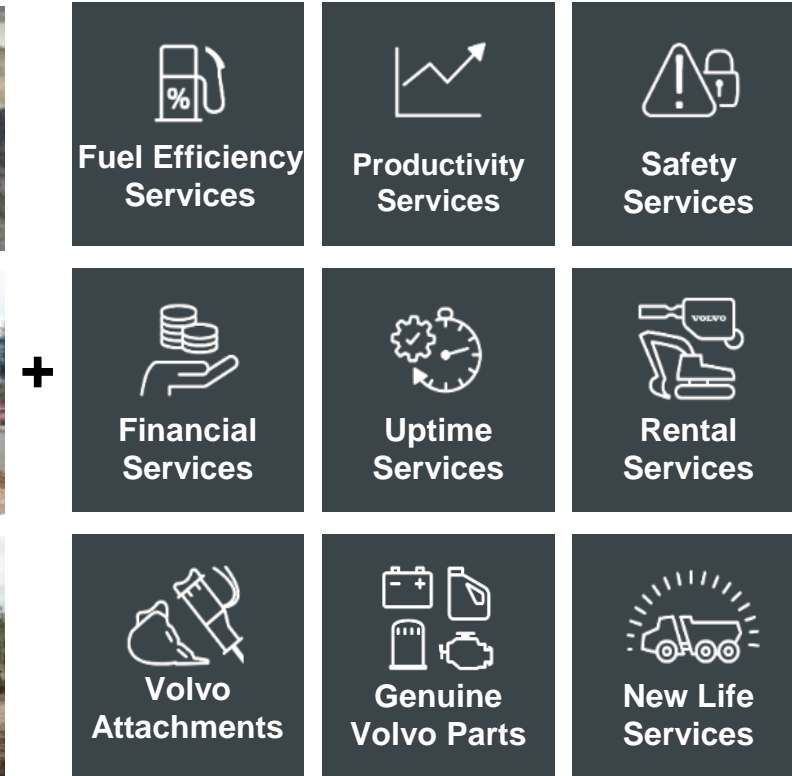 %
Fuel Efficiency
Services
Productivity
Services
Safety
Services
+
Financial
Services
Uptime
Services
VOLVO
Rental
Services
Volvo
Attachments
- +
Genuine
Volvo Parts
New Life
Services